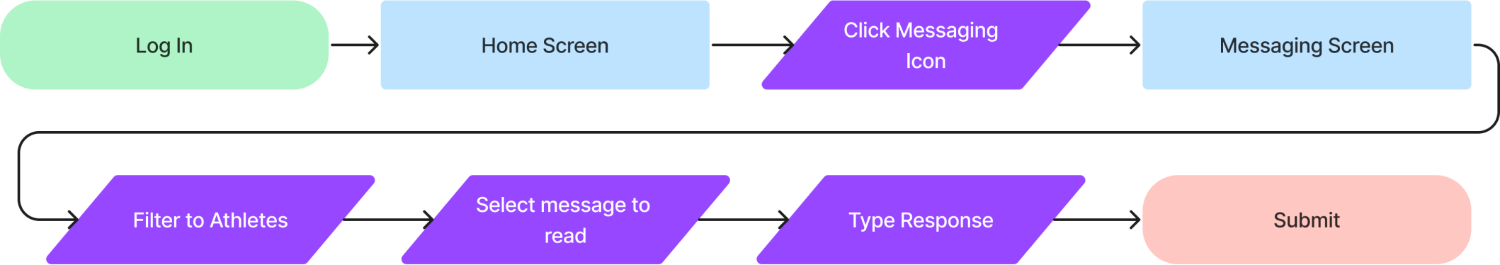 Log In
Home Screen
Click Messaging
Icon
Messaging Screen
Filter to Athletes
Select message to
read
Type Response
Submit